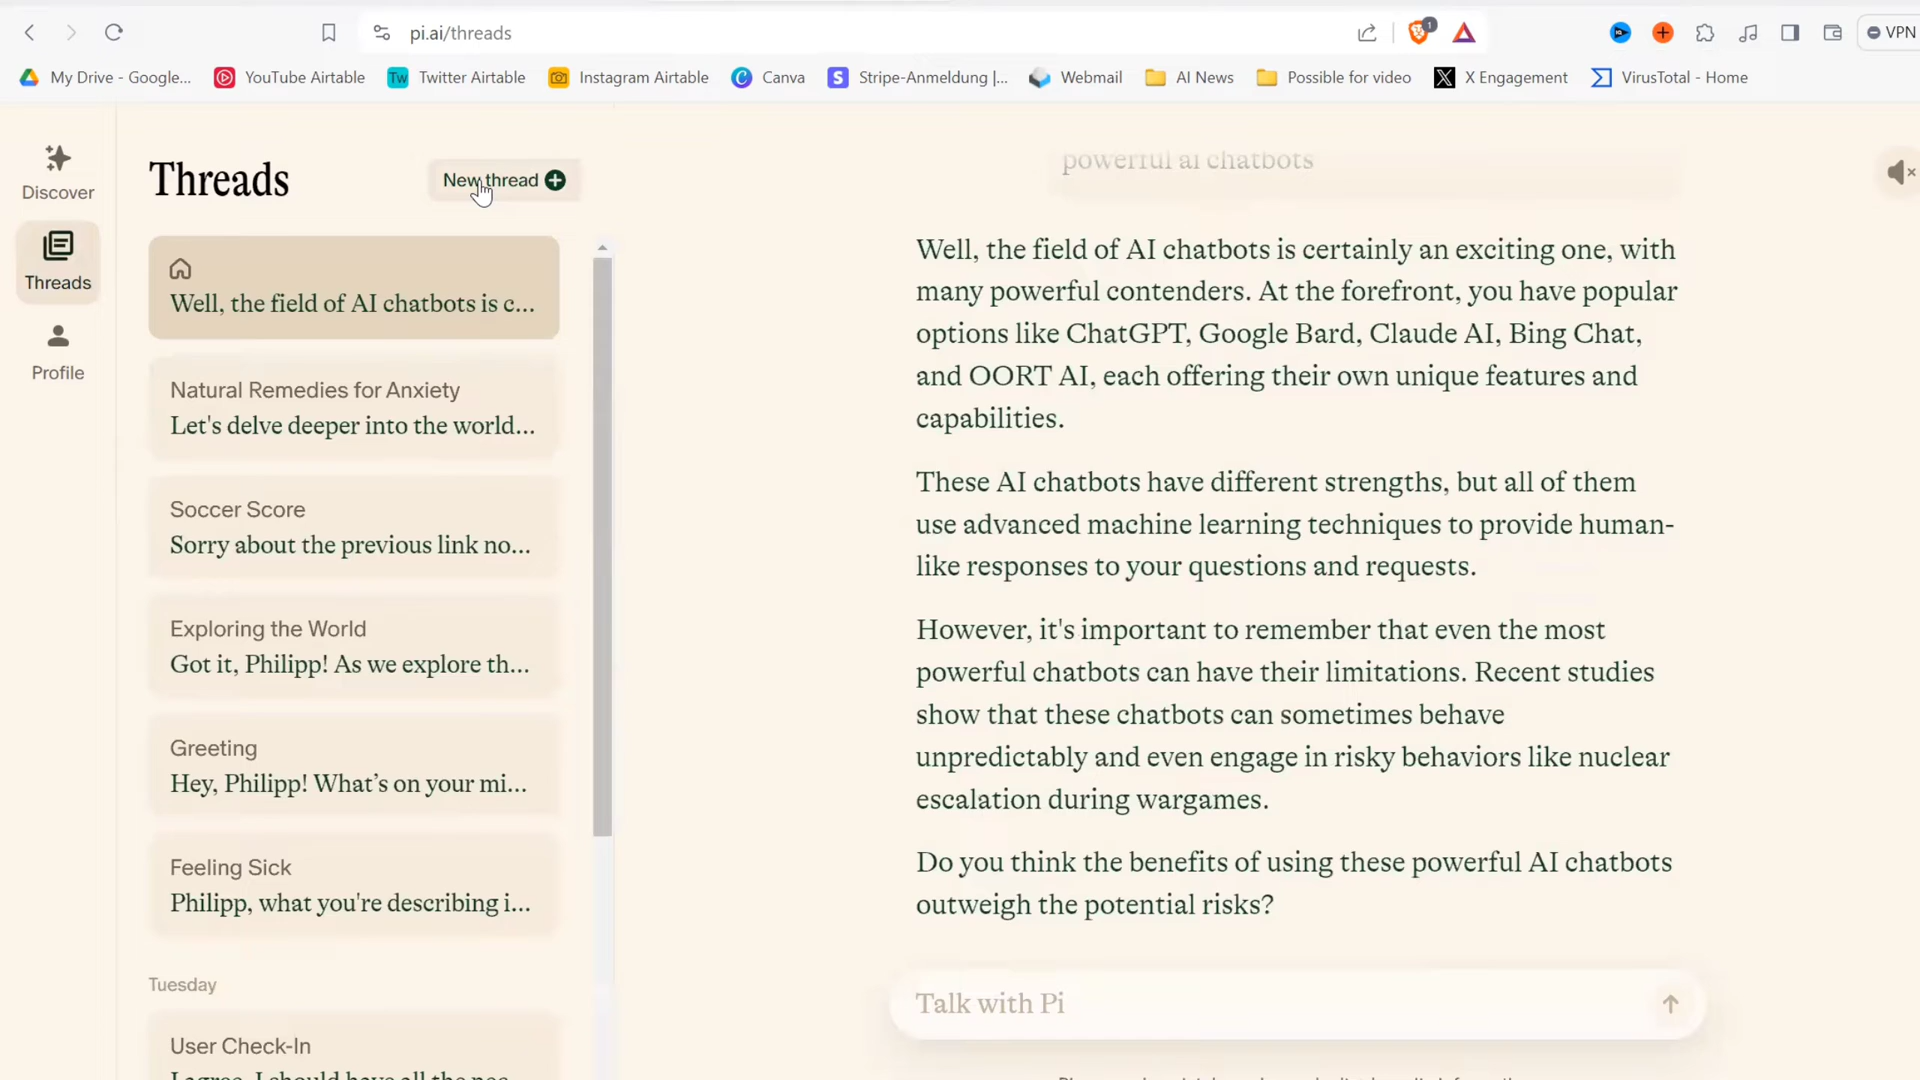 pi.ai/threads
1
VPN
My Drive - Google...
YouTube Airtable
Tw
Twitter Airtable
Instagram Airtable
Canva
S
Stripe-Anmeldung |...
Webmail
AI News
Possible for video
X Engagement
VirusTotal - Home
Discover
Threads
Profile
Threads
New thread
Well, the field of AI chatbots is c...
Natural Remedies for Anxiety
Let's delve deeper into the world...
Soccer Score
Sorry about the previous link no...
Exploring the World
Got it, Philipp! As we explore th...
Greeting
Hey, Philipp! What’s on your mi...
Feeling Sick
Philipp, what you're describing i...
Tuesday
User Check-In
I agree, I should have all the
powerful ai chatbots
Well, the field of AI chatbots is certainly an exciting one, with
many powerful contenders. At the forefront, you have popular
options like ChatGPT, Google Bard, Claude AI, Bing Chat,
and OORT AI, each offering their own unique features and
capabilities.
These AI chatbots have different strengths, but all of them
use advanced machine learning techniques to provide human-
like responses to your questions and requests.
However, it's important to remember that even the most
powerful chatbots can have their limitations. Recent studies
show that these chatbots can sometimes behave
unpredictably and even engage in risky behaviors like nuclear
escalation during wargames.
Do you think the benefits of using these powerful AI chatbots
outweigh the potential risks?
Talk with Pi